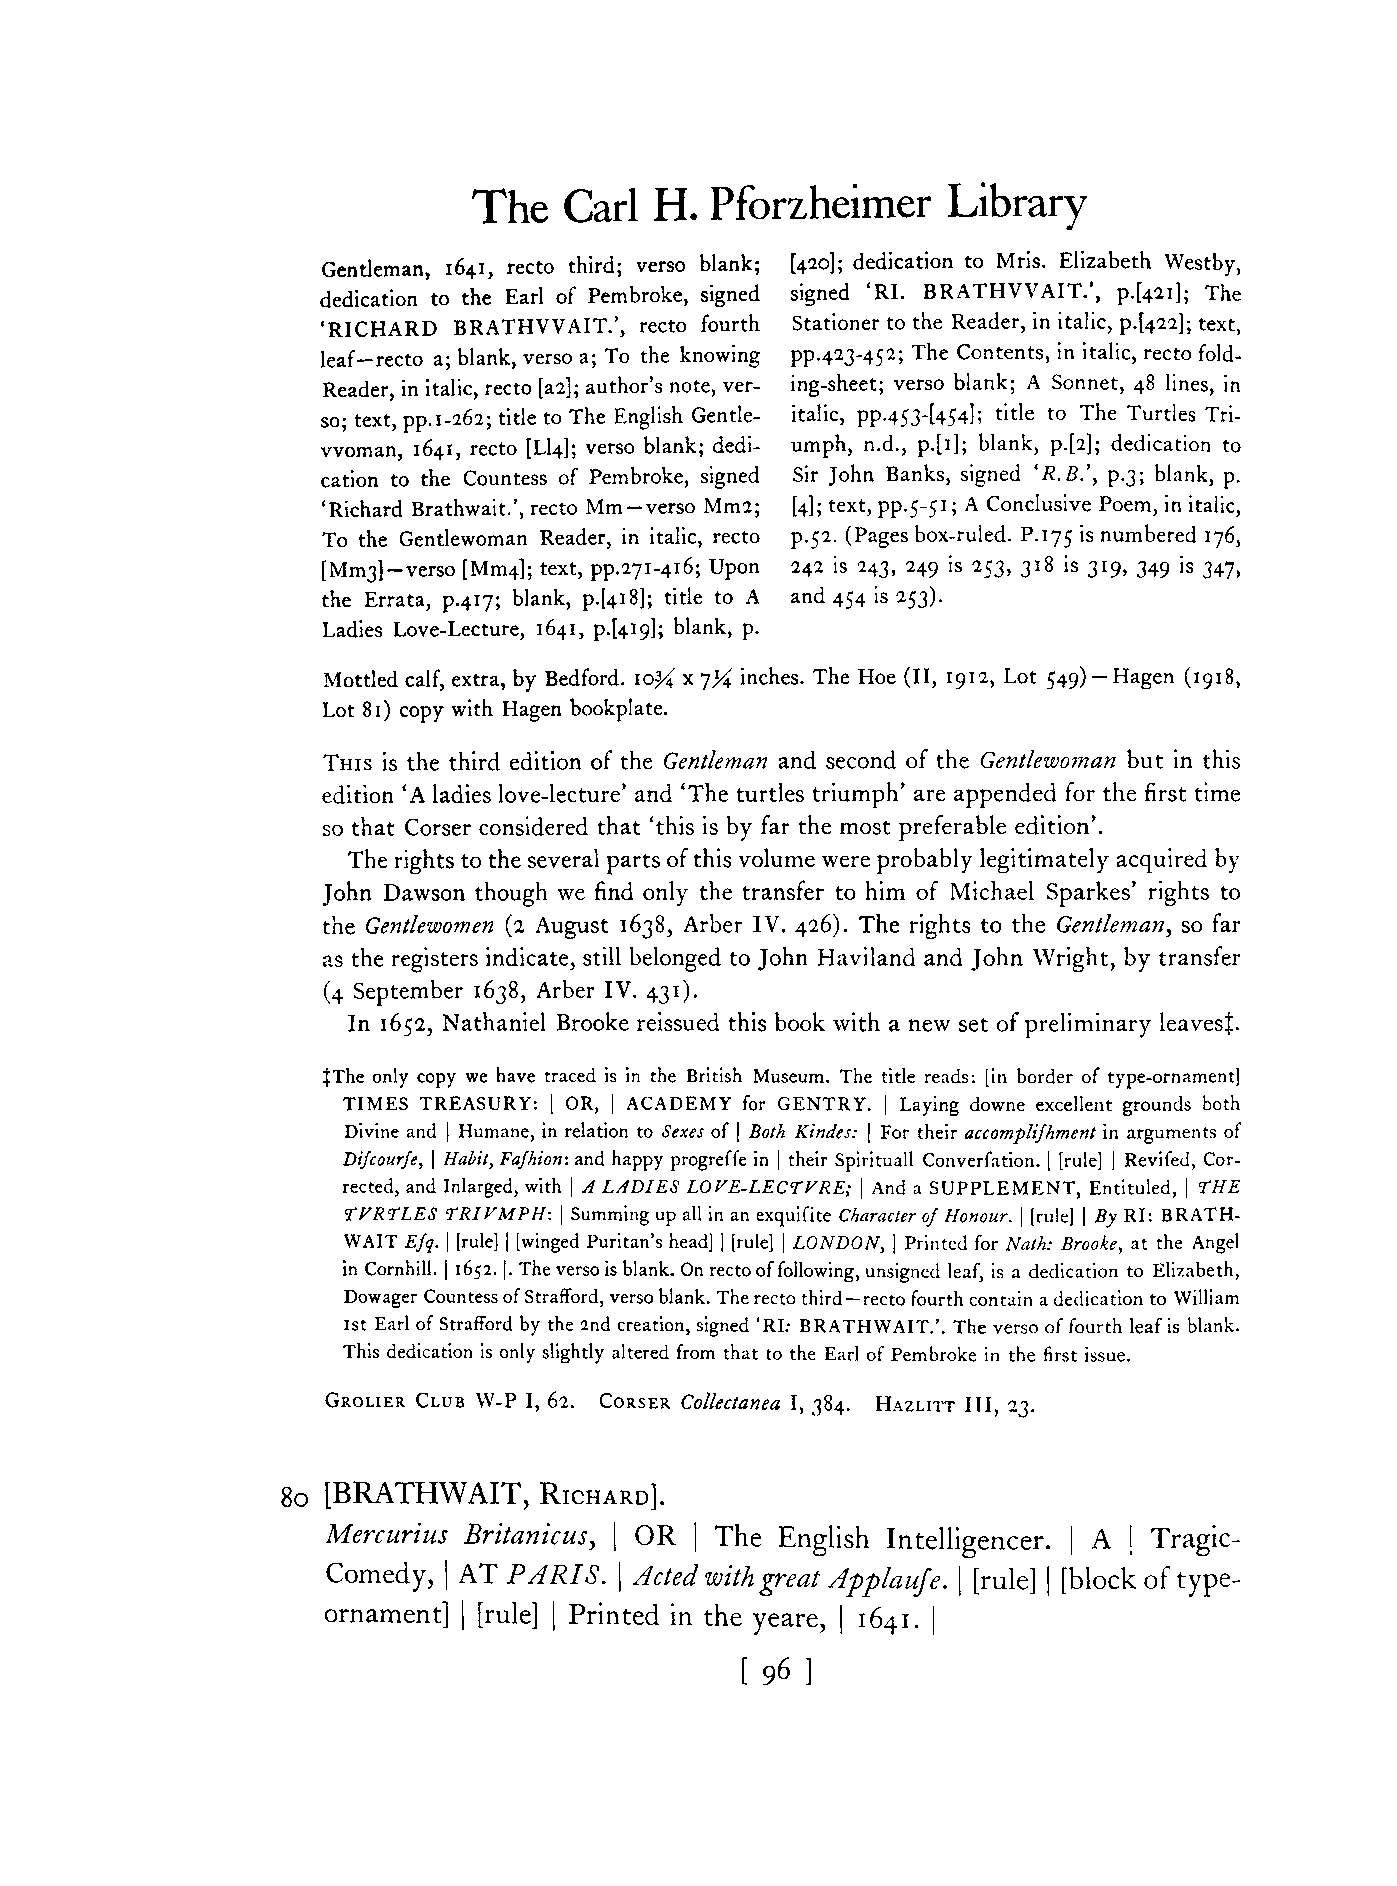 The Carl H. Pforzheimer Library
Gentleman, 1641, recto third; verso blank;
dedication to the Earl of Pembroke, signed
‘RICHARD BRATHVVAIT.’, recto fourth
leaf—recto a; blank, verso a; To the knowing
Reader, in italic, recto [a2]; author's note, ver-
so; text, pp.1-262; title to The English Gentle-
vvoman, 1641, recto [Ll4]; verso blank; dedi-
cation to the Countess of Pembroke, signed
‘Richard Brathwait.’, recto Mm—verso Mm2;
To the Gentlewoman Reader, in italic, recto
[Mm3]—verso [Mm4]; text, pp.271-416; Upon
the Errata, p.417; blank, p.[418]; title to A
Ladies Love-Lecture, 1641, p.[419]; blank, p.
[420]; dedication to Mris. Elizabeth Westby,
signed ‘RI. BRATHVVAIT.’, p.[421]; The
Stationer to the Reader, in italic, p.[422]; text,
pp.423-452; The Contents, in italic, recto fold-
ing-sheet; verso blank; A Sonnet, 48 lines, in
italic, pp.453-[454]; title to The Turtles Tri-
umph, n.d., p.[1]; blank, p.[2]; dedication to
Sir John Banks, signed ‘R.B.’, p.3; blank, p.
[4]; text, pp.5-51; A Conclusive Poem, in italic,
p.52. (Pages box-ruled. P.175 is numbered 176,
242 is 243, 249 is 253, 318 is 319, 349 is 347,
and 454 is 253).
Mottled calf, extra, by Bedford. 10¾ x 7¼ inches. The Hoe (II, 1912, Lot 549)—Hagen (1918,
Lot 81) copy with Hagen bookplate.
THIS is the third edition of the Gentleman and second of the Gentlewoman but in this
edition ‘A ladies love-lecture’ and ‘The turtles triumph’ are appended for the first time
so that Corser considered that ‘this is by far the most preferable edition’.
The rights to the several parts of this volume were probably legitimately acquired by
John Dawson though we find only the transfer to him of Michael Sparkes’ rights to
the Gentlewomen (2 August 1638, Arber IV. 426). The rights to the Gentleman, so far
as the registers indicate, still belonged to John Haviland and John Wright, by transfer
(4 September 1638, Arber IV. 431).
In 1652, Nathaniel Brooke reissued this book with a new set of preliminary leaves‡.
‡The only copy we have traced is in the British Museum. The title reads: [in border of type-ornament]
TIMES TREASURY: | OR, | ACADEMY for GENTRY. | Laying downe excellent grounds both
Divine and | Humane, in relation to Sexes of | Both Kindes: | For their accompliſhment in arguments of
Diſcourſe, | Habit, Faſhion: and happy progreſſe in | their Spirituall Converſation. | [rule] | Reviſed, Cor-
rected, and Inlarged, with | A LADIES LOVE-LECTVRE; | And a SUPPLEMENT, Entituled, | THE
TVRTLES TRIVMPH: | Summing up all in an exquiſite Character of Honour. | [rule] | By RI: BRATH-
WAIT Eſq. | [rule] | [winged Puritan's head] | [rule] | LONDON, | Printed for Nath: Brooke, at the Angel
in Cornhill. | 1652. |. The verso is blank. On recto of following, unsigned leaf, is a dedication to Elizabeth,
Dowager Countess of Strafford, verso blank. The recto third—recto fourth contain a dedication to William
1st Earl of Strafford by the 2nd creation, signed ‘RI: BRATHWAIT.’. The verso of fourth leaf is blank.
This dedication is only slightly altered from that to the Earl of Pembroke in the first issue.
GROLIER CLUB W-P I, 62. CORSER Collectanea I, 384. HAZLITT III, 23.
80 [BRATHWAIT, RICHARD].
Mercurius Britanicus, | OR | The English Intelligencer. | A | Tragic-
Comedy, | AT PARIS. | Acted with great Applauſe. | [rule] | [block of type-
ornament] | [rule] | Printed in the yeare, | 1641. |
[ 96 ]